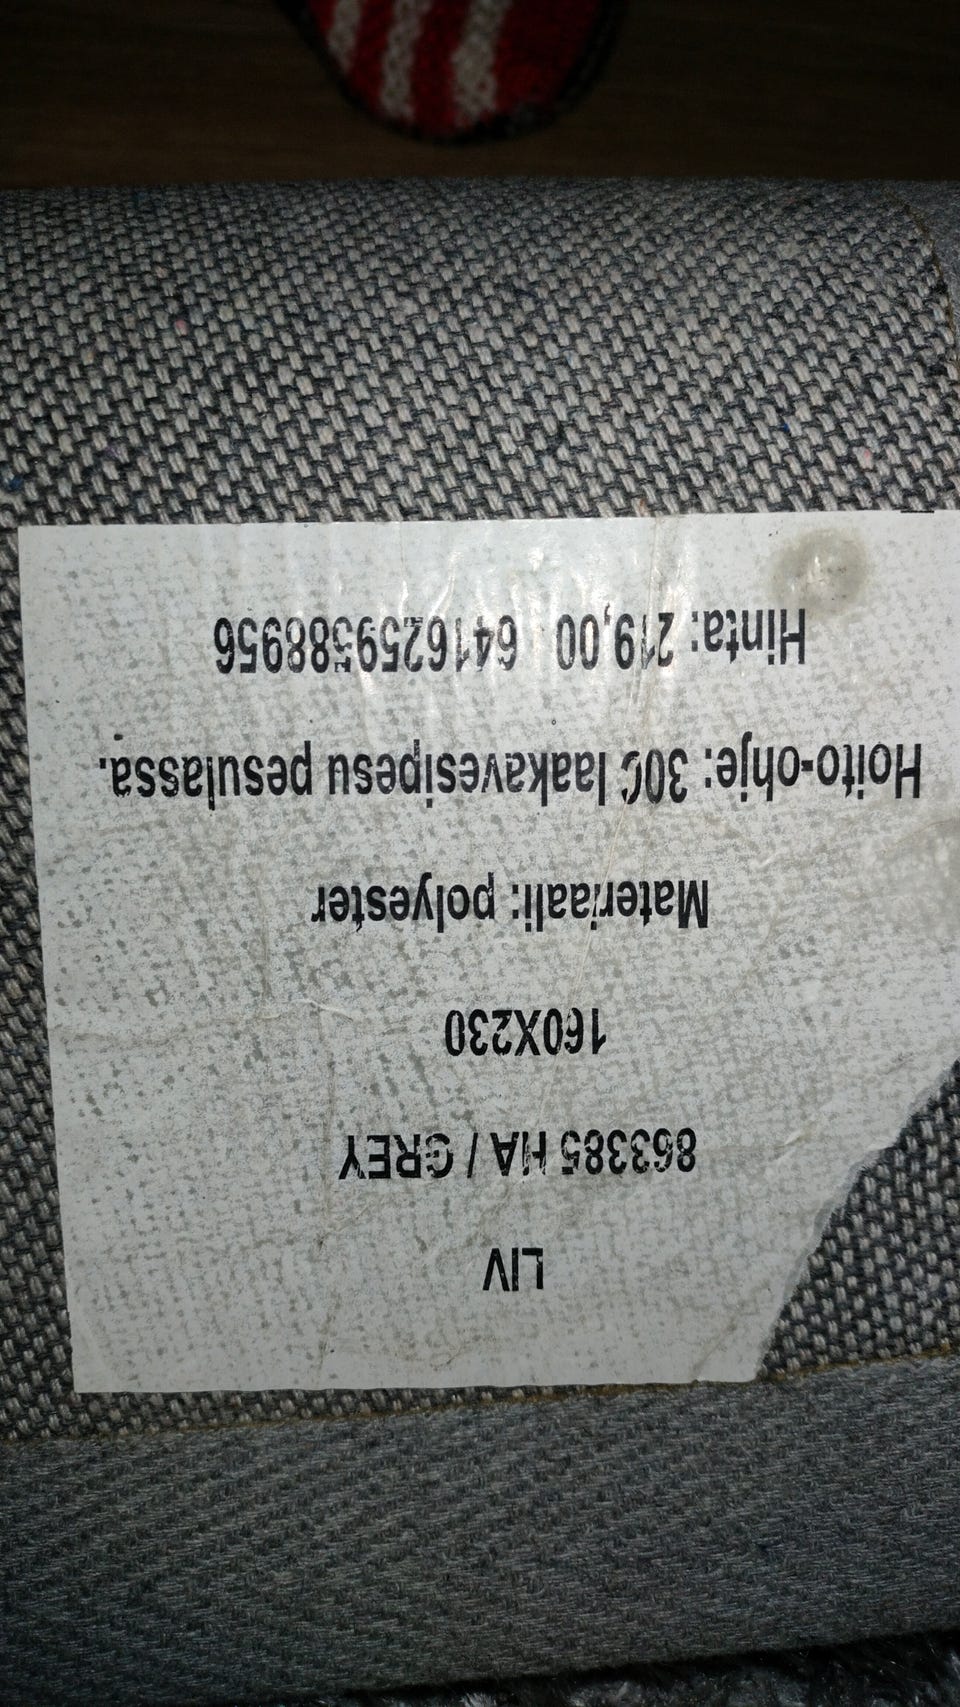 LIV
863385 HA / GREY
160X230
Materiaali: polyester
Hoito-ohje: 30C laakavesipesu pesulassa.
Hinta: 219,00 6416259588956